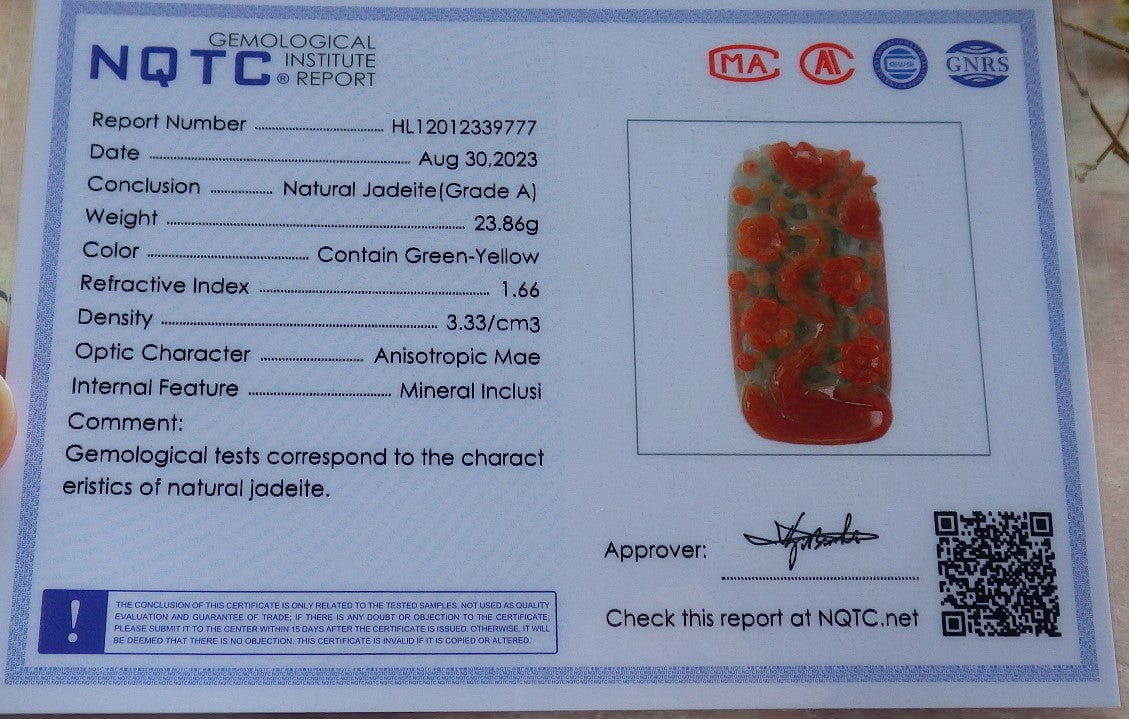 NQTC® GEMOLOGICAL
INSTITUTE
REPORT
MA
GNRS
Report Number HL12012339777
Date Aug 30,2023
Conclusion Natural Jadeite(Grade A)
Weight 23.86g
Color Contain Green-Yellow
Refractive Index 1.66
Density 3.33/cm3
Optic Character Anisotropic Mae
Internal Feature Mineral Inclusi
Comment:
Gemological tests correspond to the charact
eristics of natural jadeite.
Approver:
Check this report at NQTC.net
!
THE CONCLUSION OF THIS CERTIFICATE IS ONLY RELATED TO THE TESTED SAMPLES, NOT USED AS QUALITY
EVALUATION AND GUARANTEE OF TRADE; IF THERE IS ANY DOUBT OR OBJECTION TO THE CERTIFICATE,
PLEASE SUBMIT IT TO THE CENTER WITHIN 15 DAYS AFTER THE CERTIFICATE IS ISSUED. OTHERWISE, IT WILL
BE DEEMED THAT THERE IS NO OBJECTION. THIS CERTIFICATE IS INVALID IF IT IS COPIED OR ALTERED.